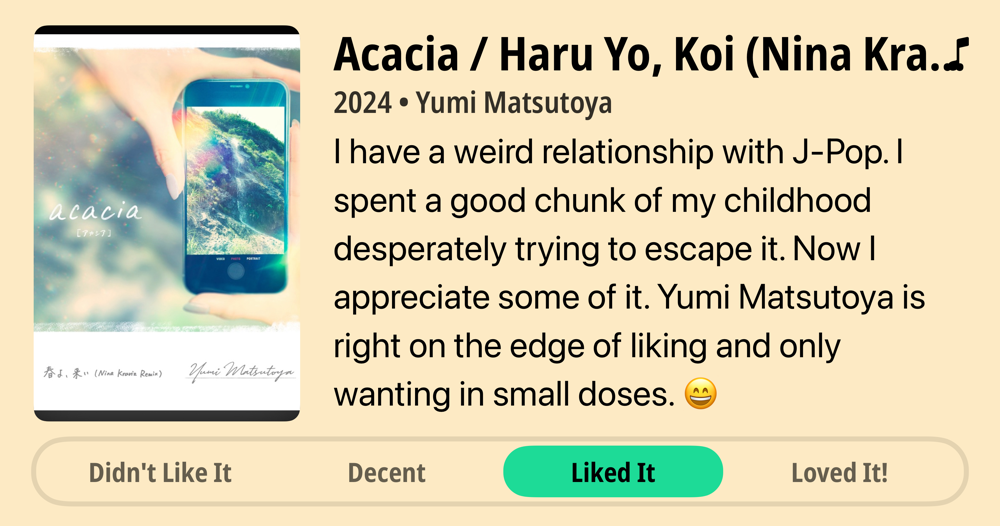 Acacia / Haru Yo, Koi (Nina Kra..
2024 • Yumi Matsutoya
I have a weird relationship with J-Pop. I
spent a good chunk of my childhood
desperately trying to escape it. Now I
appreciate some of it. Yumi Matsutoya is
right on the edge of liking and only
wanting in small doses. 😄
acacia
[アカシア]
春よ、来い (Nina Kraviz Remix)
Yumi Matsutoya
Didn't Like It
Decent
Liked It
Loved It!